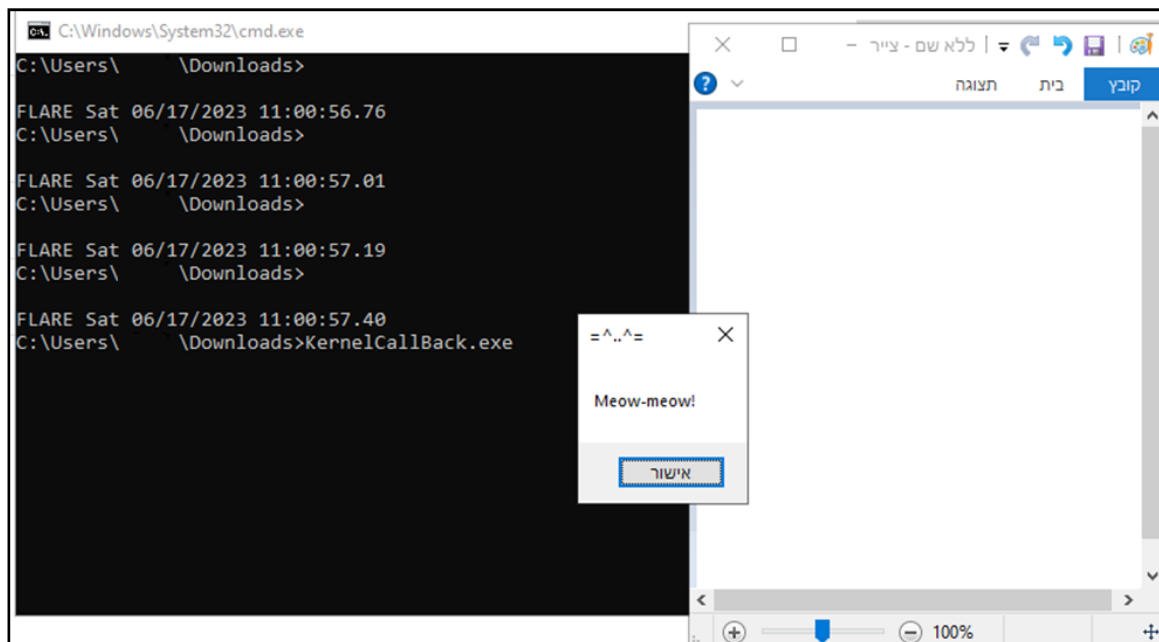 C:\Windows\System32\cmd.exe
C:\Users\ \Downloads>
FLARE Sat 06/17/2023 11:00:56.76
C:\Users\ \Downloads>
FLARE Sat 06/17/2023 11:00:57.01
C:\Users\ \Downloads>
FLARE Sat 06/17/2023 11:00:57.19
C:\Users\ \Downloads>
FLARE Sat 06/17/2023 11:00:57.40
C:\Users\ \Downloads>KernelCallBack.exe
ללא שם - צייר
קובץ בית תצוגה
=^..^=
Meow-meow!
אישור
100%